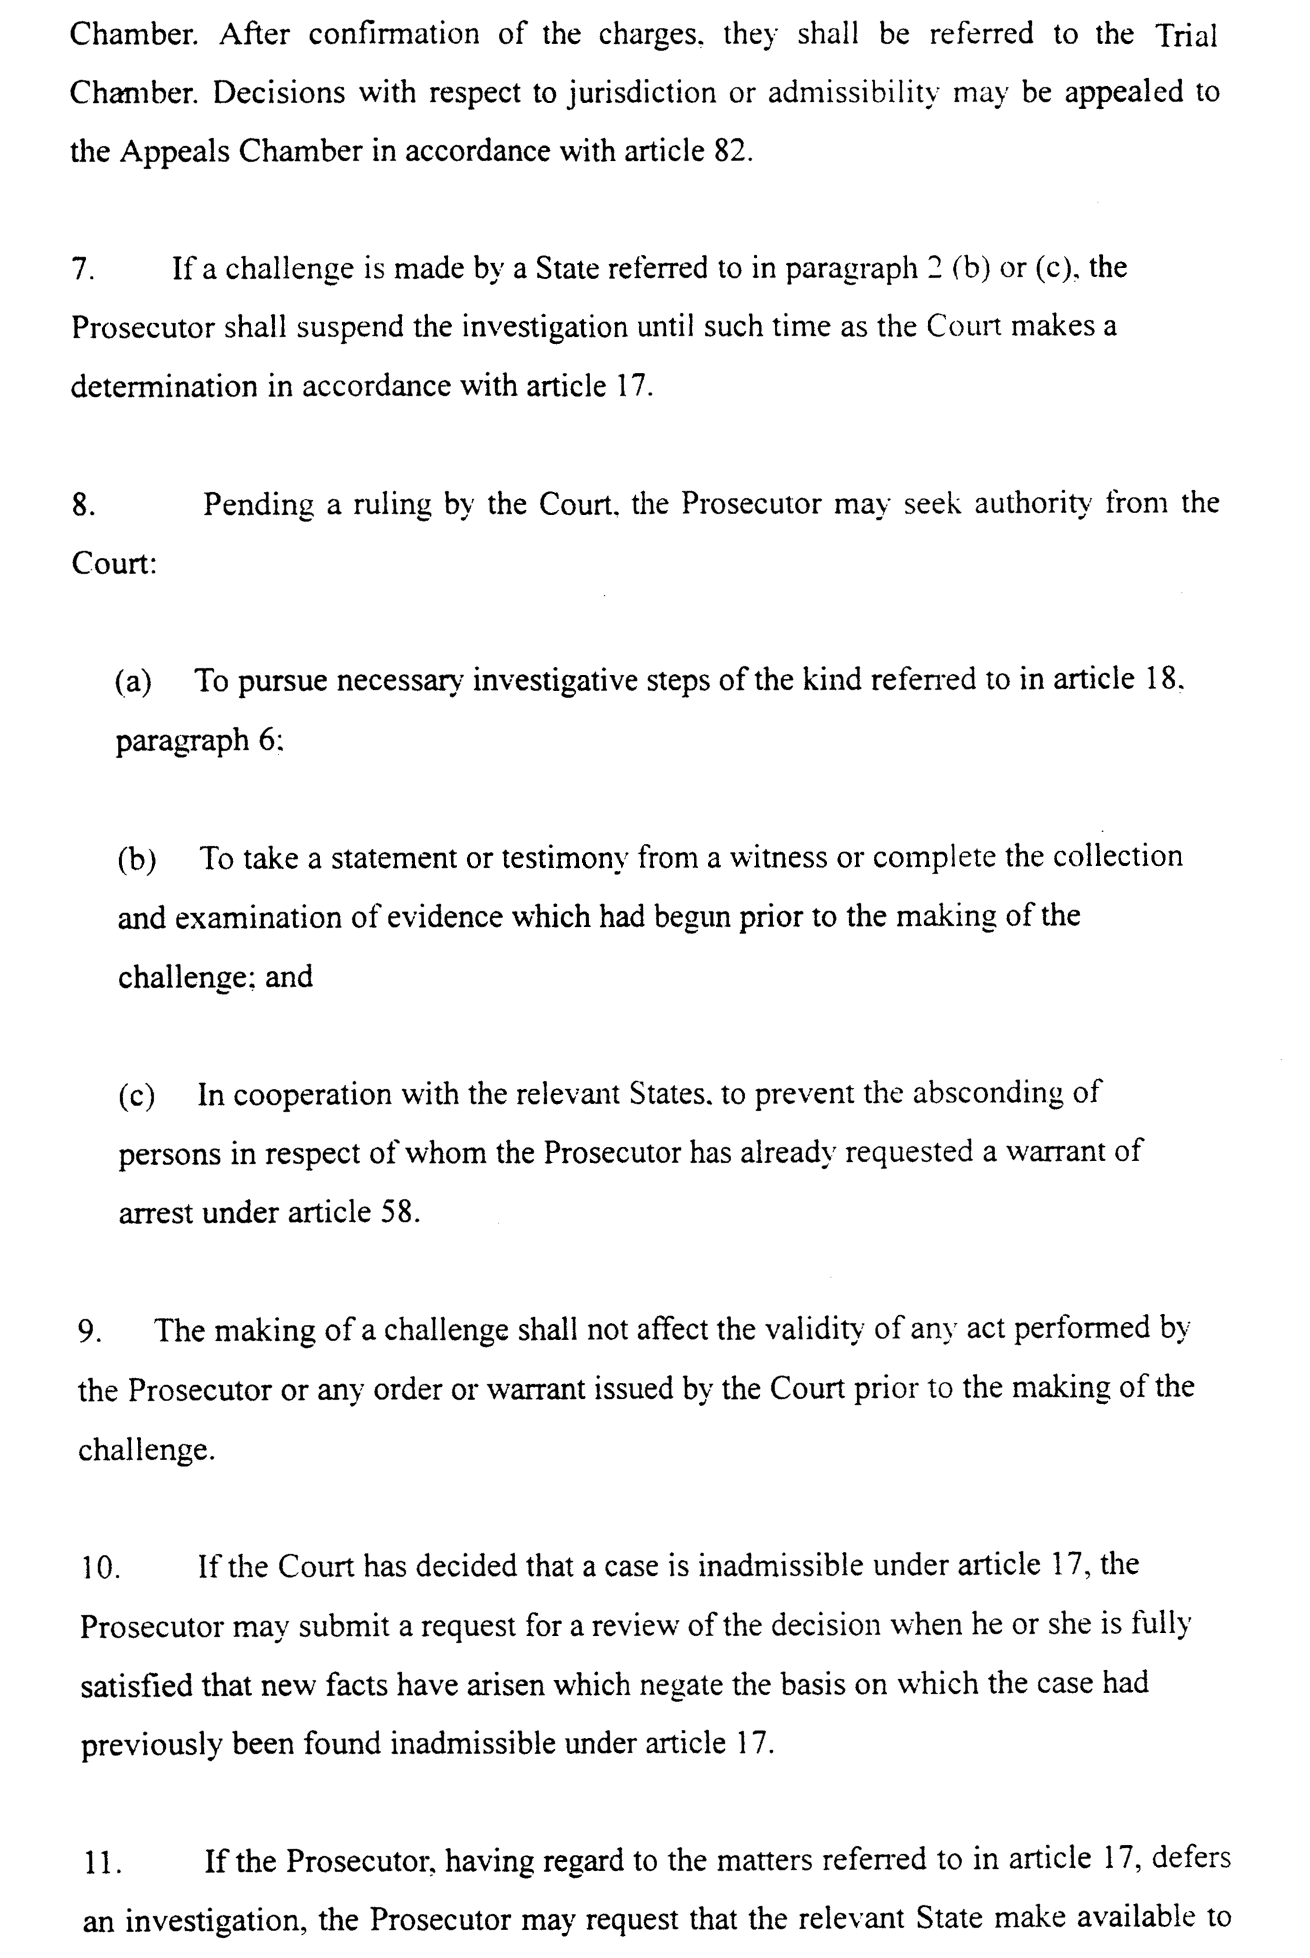 Chamber. After confirmation of the charges, they shall be referred to the Trial
Chamber. Decisions with respect to jurisdiction or admissibility may be appealed to
the Appeals Chamber in accordance with article 82.
7. If a challenge is made by a State referred to in paragraph 2 (b) or (c), the
Prosecutor shall suspend the investigation until such time as the Court makes a
determination in accordance with article 17.
8. Pending a ruling by the Court, the Prosecutor may seek authority from the
Court:
(a) To pursue necessary investigative steps of the kind referred to in article 18,
paragraph 6;
(b) To take a statement or testimony from a witness or complete the collection
and examination of evidence which had begun prior to the making of the
challenge; and
(c) In cooperation with the relevant States, to prevent the absconding of
persons in respect of whom the Prosecutor has already requested a warrant of
arrest under article 58.
9. The making of a challenge shall not affect the validity of any act performed by
the Prosecutor or any order or warrant issued by the Court prior to the making of the
challenge.
10. If the Court has decided that a case is inadmissible under article 17, the
Prosecutor may submit a request for a review of the decision when he or she is fully
satisfied that new facts have arisen which negate the basis on which the case had
previously been found inadmissible under article 17.
11. If the Prosecutor, having regard to the matters referred to in article 17, defers
an investigation, the Prosecutor may request that the relevant State make available to